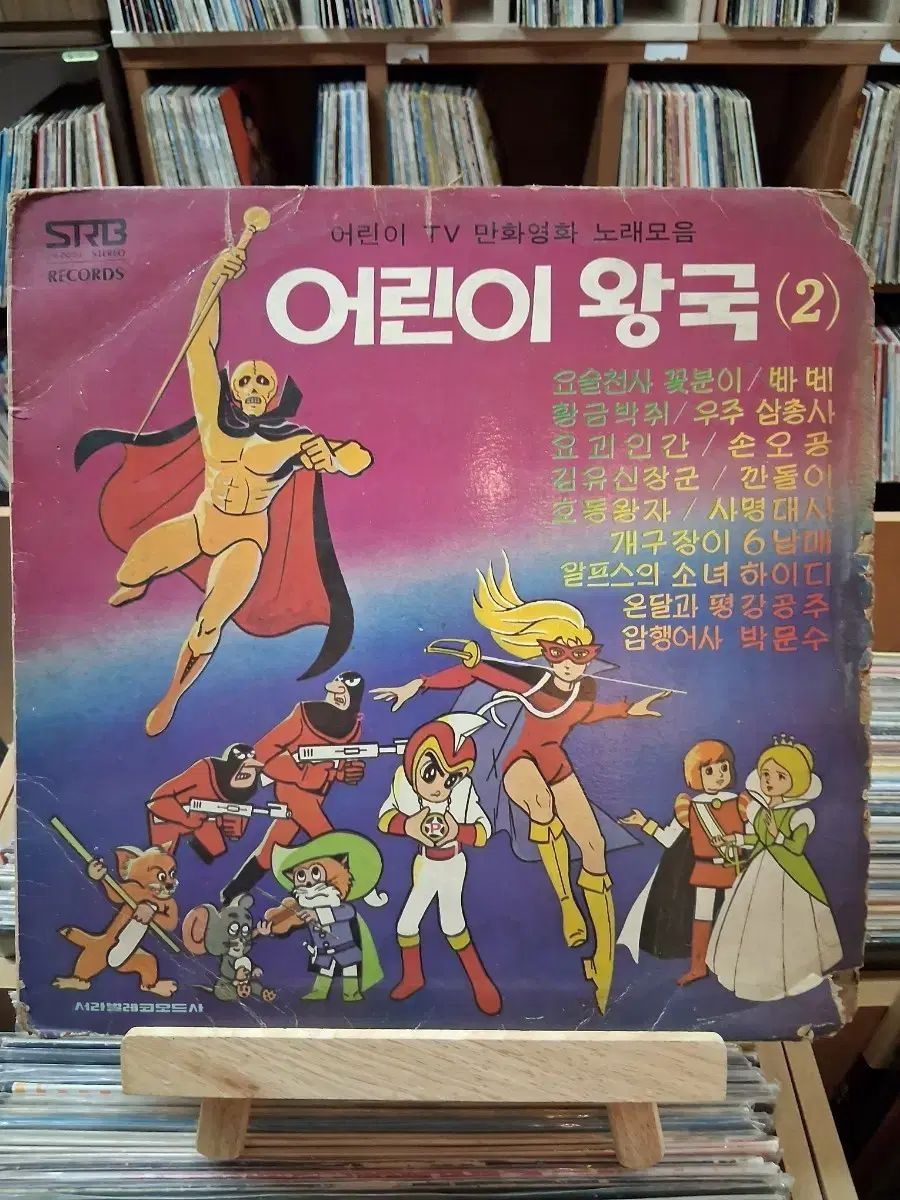 STRB
STEREO
RECORDS
어린이 TV 만화영화 노래모음
어린이 왕국 (2)
요술천사 꽃분이 / 빠삐
황금박쥐 / 우주 삼총사
요괴인간 / 손오공
김유신장군 / 깐돌이
호동왕자 / 사명대사
개구장이 6남매
알프스의 소녀 하이디
온달과 평강공주
암행어사 박문수
P
서라벌레코오드사